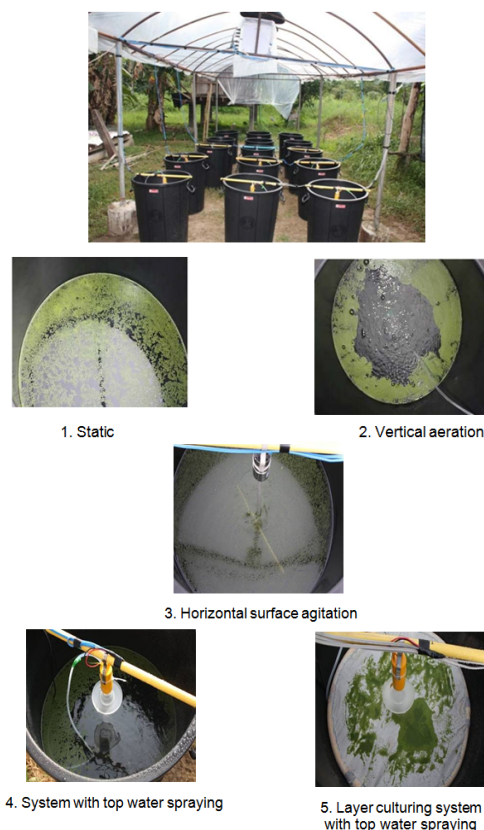 1. Static
2. Vertical aeration
3. Horizontal surface agitation
4. System with top water spraying
5. Layer culturing system
with top water spraying